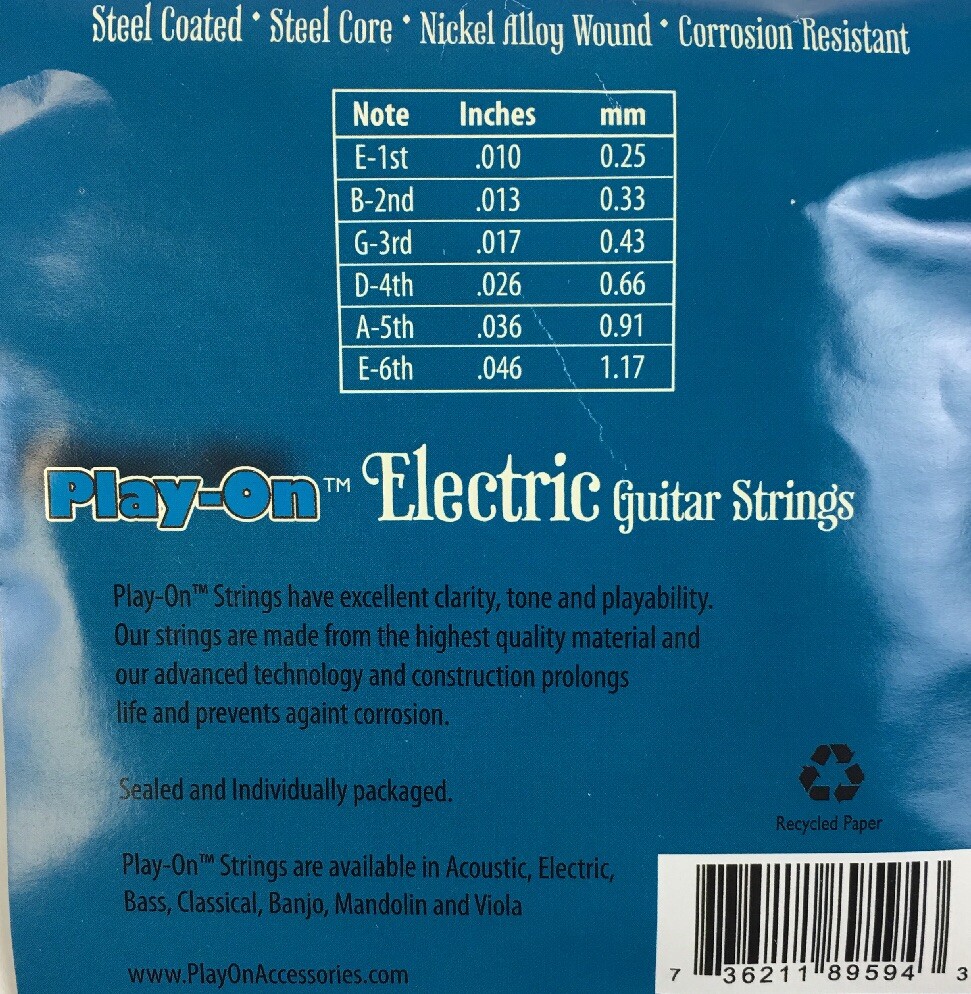 Steel Coated • Steel Core • Nickel Alloy Wound • Corrosion Resistant
Note Inches mm
E-1st .010 0.25
B-2nd .013 0.33
G-3rd .017 0.43
D-4th .026 0.66
A-5th .036 0.91
E-6th .046 1.17
Play-On™ Electric Guitar Strings
Play-On™ Strings have excellent clarity, tone and playability.
Our strings are made from the highest quality material and
our advanced technology and construction prolongs
life and prevents againt corrosion.
Sealed and Individually packaged.
Recycled Paper
Play-On™ Strings are available in Acoustic, Electric,
Bass, Classical, Banjo, Mandolin and Viola
www.PlayOnAccessories.com
7 36211 89594 3